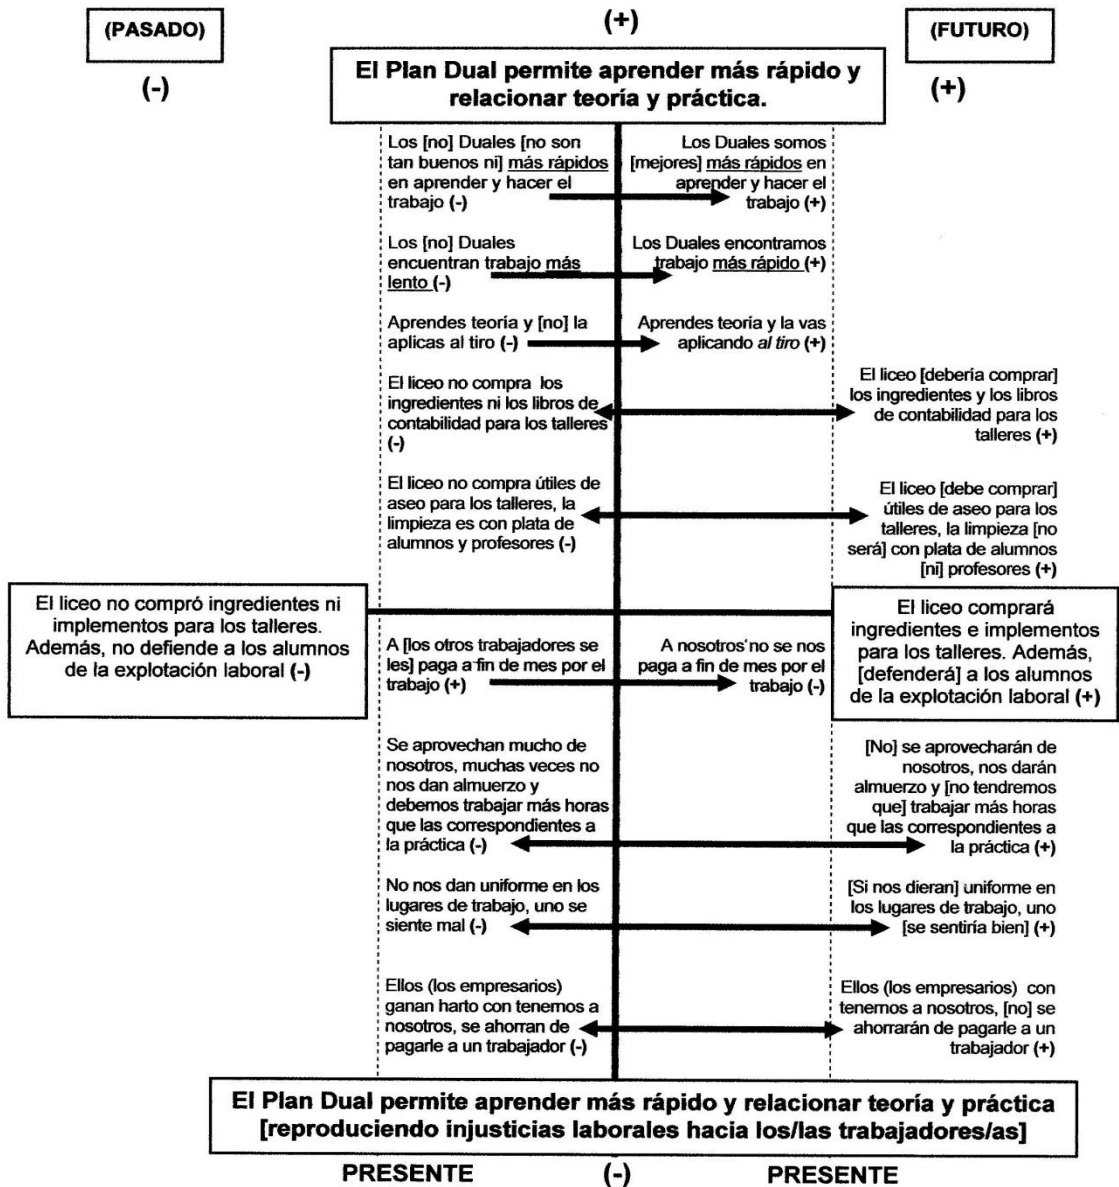 (PASADO)
(-)
(+)
(FUTURO)
(+)
El Plan Dual permite aprender más rápido y
relacionar teoría y práctica.
Los [no] Duales [no son
tan buenos ni] más rápidos
en aprender y hacer el
trabajo (-)
Los Duales somos
[mejores] más rápidos en
aprender y hacer el
trabajo (+)
Los [no] Duales
encuentran trabajo más
lento (-)
Los Duales encontramos
trabajo más rápido (+)
Aprendes teoría y [no] la
aplicas al tiro (-)
Aprendes teoría y la vas
aplicando al tiro (+)
El liceo no compra los
ingredientes ni los libros de
contabilidad para los talleres
(-)
El liceo [debería comprar]
los ingredientes y los libros
de contabilidad para los
talleres (+)
El liceo no compra útiles de
aseo para los talleres, la
limpieza es con plata de
alumnos y profesores (-)
El liceo [debe comprar]
útiles de aseo para los
talleres, la limpieza [no
será] con plata de alumnos
[ni] profesores (+)
El liceo no compró ingredientes ni
implementos para los talleres.
Además, no defiende a los alumnos
de la explotación laboral (-)
El liceo comprará
ingredientes e implementos
para los talleres. Además,
[defenderá] a los alumnos
de la explotación laboral (+)
A [los otros trabajadores se
les] paga a fin de mes por el
trabajo (+)
A nosotros no se nos
paga a fin de mes por el
trabajo (-)
Se aprovechan mucho de
nosotros, muchas veces no
nos dan almuerzo y
debemos trabajar más horas
que las correspondientes a
la práctica (-)
[No] se aprovecharán de
nosotros, nos darán
almuerzo y [no tendremos
que] trabajar más horas
que las correspondientes a
la práctica (+)
No nos dan uniforme en los
lugares de trabajo, uno se
siente mal (-)
[Si nos dieran] uniforme en
los lugares de trabajo, uno
[se sentiría bien] (+)
Ellos (los empresarios)
ganan harto con tenernos a
nosotros, se ahorran de
pagarle a un trabajador (-)
Ellos (los empresarios) con
tenernos a nosotros, [no] se
ahorrarán de pagarle a un
trabajador (+)
El Plan Dual permite aprender más rápido y relacionar teoría y práctica
[reproduciendo injusticias laborales hacia los/las trabajadores/as]
PRESENTE
(-)
PRESENTE